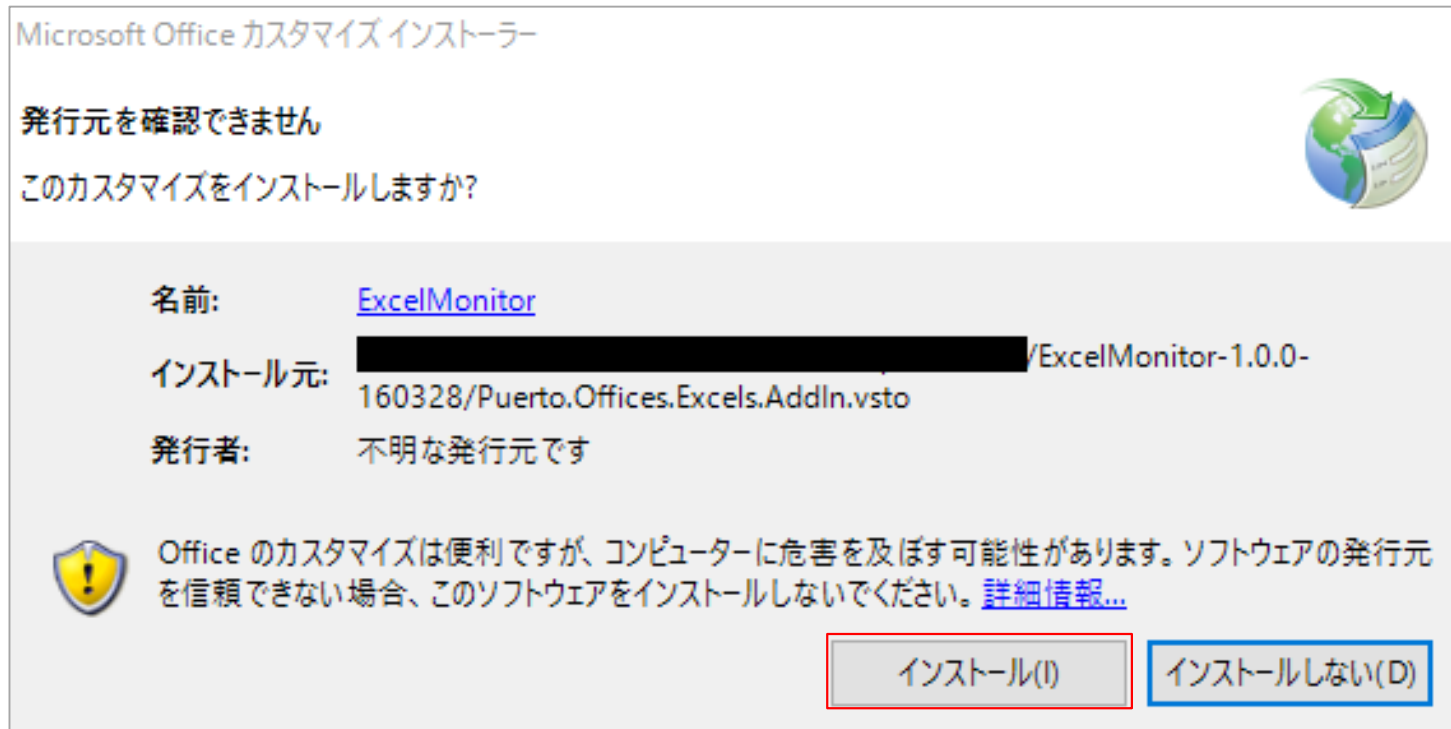 Microsoft Office カスタマイズ インストーラー
発行元を確認できません
このカスタマイズをインストールしますか?
名前: ExcelMonitor
インストール元: /ExcelMonitor-1.0.0-
160328/Puerto.Offices.Excels.AddIn.vsto
発行者: 不明な発行元です
Office のカスタマイズは便利ですが、コンピューターに危害を及ぼす可能性があります。ソフトウェアの発行元
を信頼できない場合、このソフトウェアをインストールしないでください。詳細情報...
インストール(I) インストールしない(D)